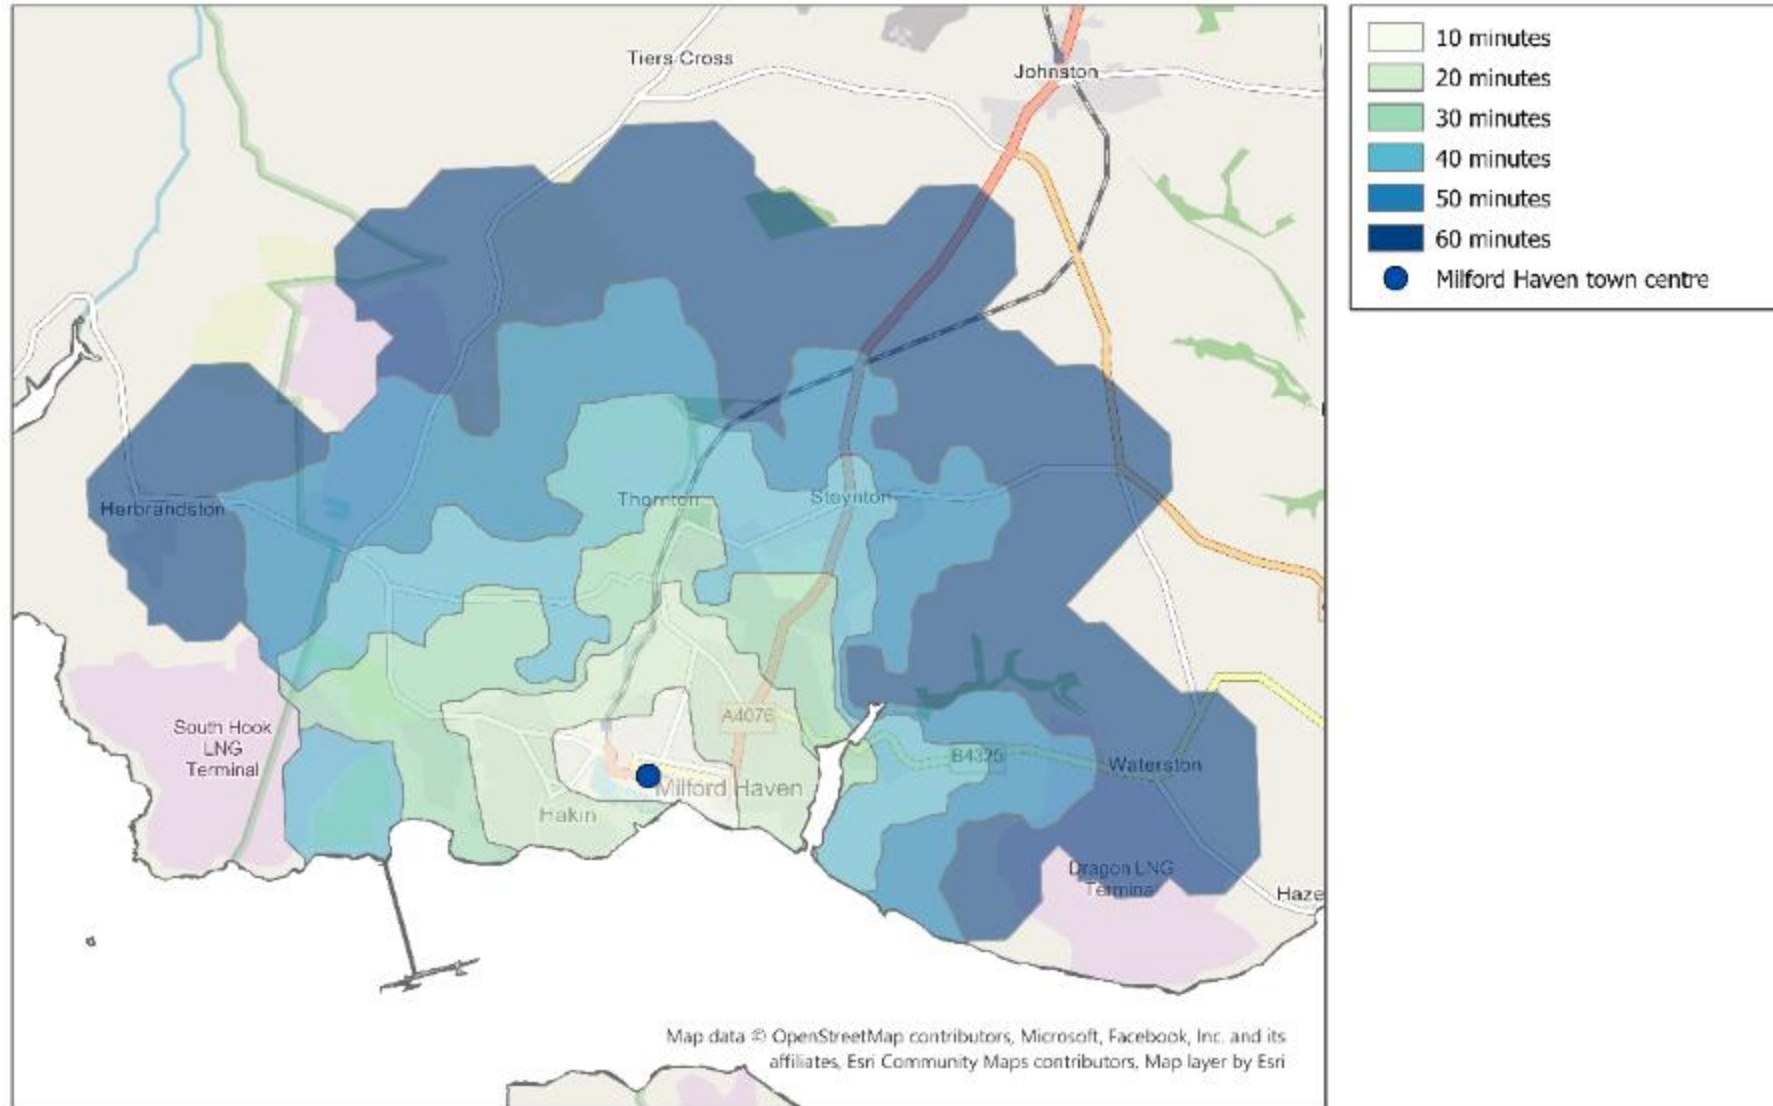 Tiers Cross
Johnston
10 minutes
20 minutes
30 minutes
40 minutes
50 minutes
60 minutes
Milford Haven town centre
Herbrandston
Thornton
Steynton
South Hook
LNG
Terminal
A4076
B4325
Waterston
Milford Haven
Hakin
Dragon LNG
Terminal
Haze
Map data © OpenStreetMap contributors, Microsoft, Facebook, Inc. and its
affiliates, Esri Community Maps contributors, Map layer by Esri